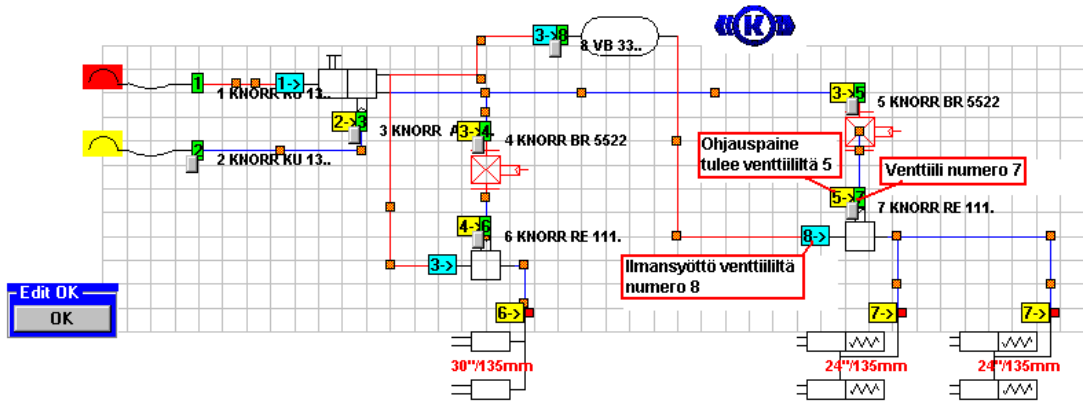 K
3-> 8
8 VB 33..
1
1->
1 KNORR KU 13..
3-> 5
5 KNORR BR 5522
2-> 3
3 KNORR A
3-> 4
4 KNORR BR 5522
Ohjauspaine
tulee venttiililtä 5
Venttiili numero 7
2
2 KNORR KU 13..
5-> 7
7 KNORR RE 111.
4-> 6
6 KNORR RE 111.
8->
3->
Ilmansyöttö venttiililtä
numero 8
Edit OK
OK
6->
7->
7->
30"/135mm
24"/135mm
24"/135mm